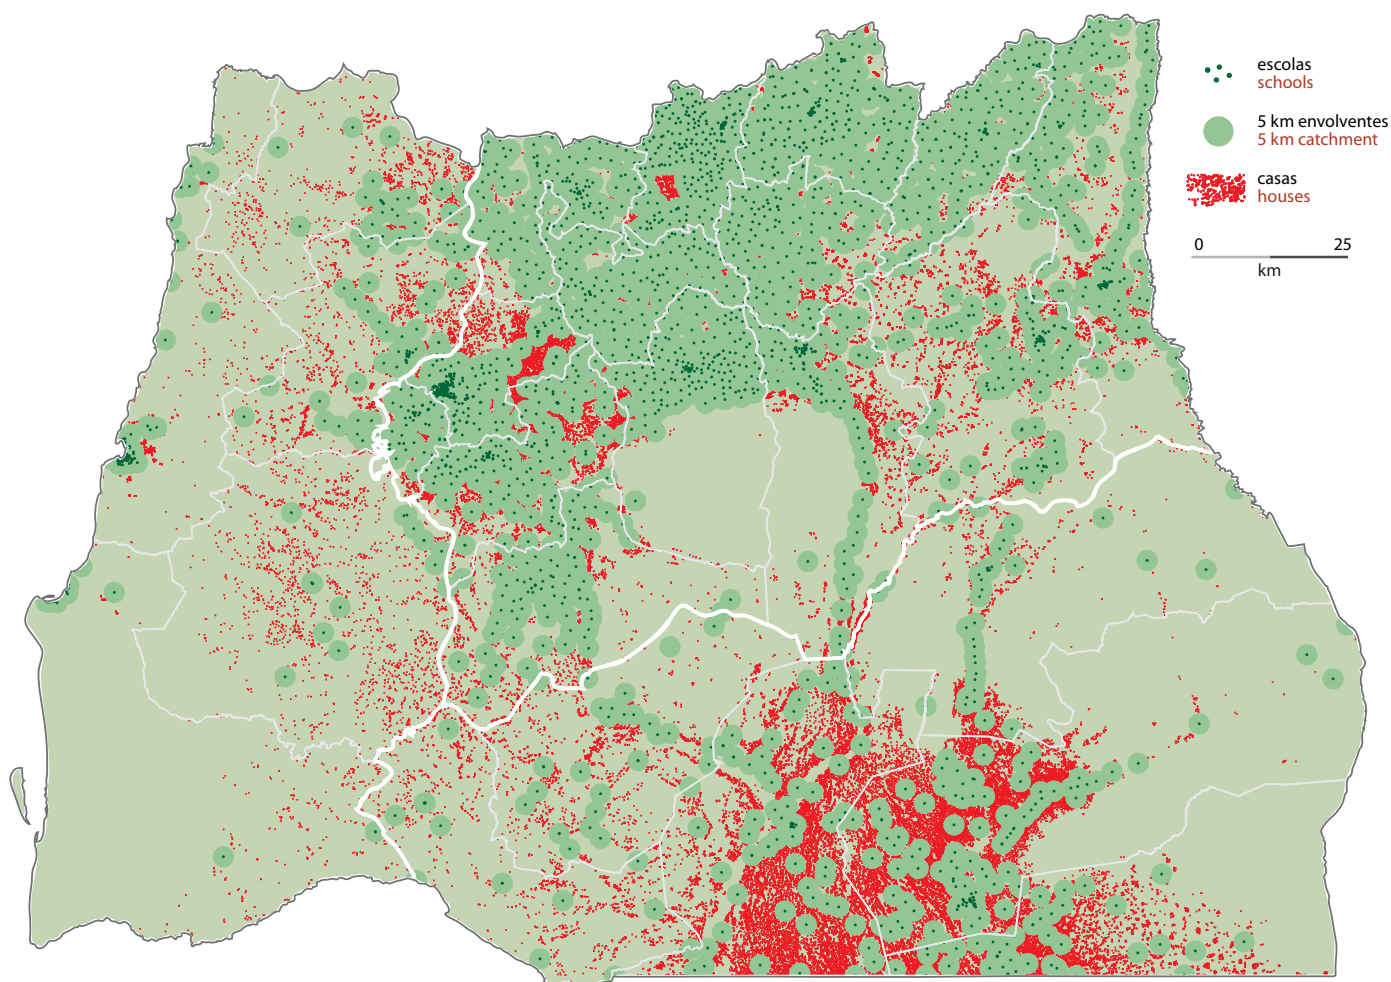 escolas
schools
5 km envolventes
5 km catchment
casas
houses
0 25
km